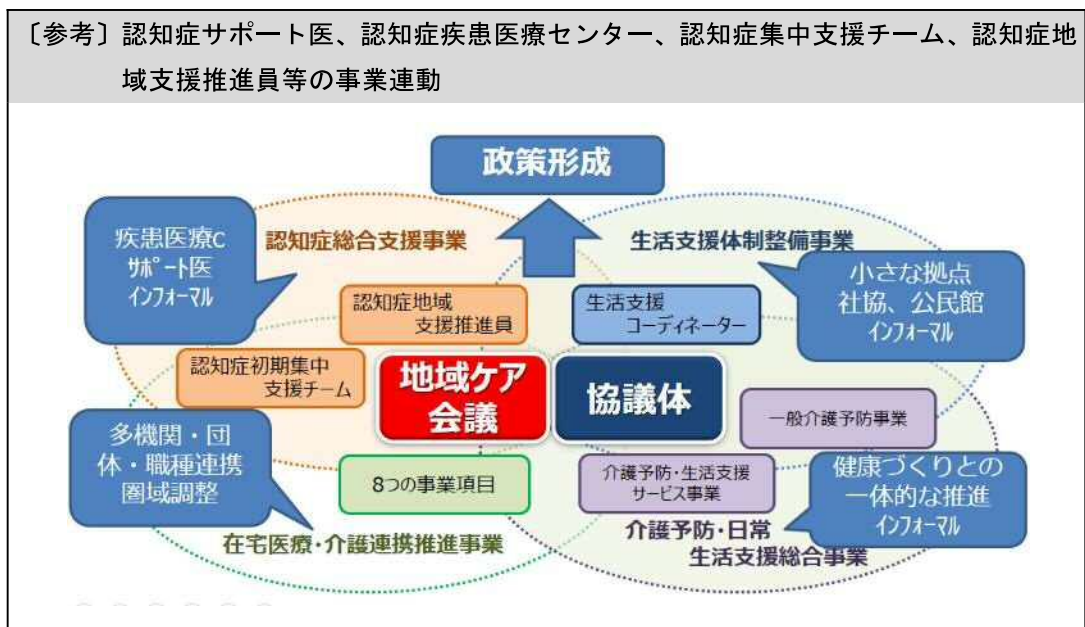 〔参考〕認知症サポート医、認知症疾患医療センター、認知症集中支援チーム、認知症地
域支援推進員等の事業連動
政策形成
疾患医療C
ｻﾎﾟｰﾄ医
ｲﾝﾌｫｰﾏﾙ
認知症総合支援事業
生活支援体制整備事業
小さな拠点
社協、公民館
ｲﾝﾌｫｰﾏﾙ
認知症地域
支援推進員
生活支援
コーディネーター
認知症初期集中
支援チーム
地域ケア
会議
協議体
一般介護予防事業
多機関・団
体・職種連携
圏域調整
8つの事業項目
介護予防・生活支援
サービス事業
健康づくりとの
一体的な推進
ｲﾝﾌｫｰﾏﾙ
在宅医療・介護連携推進事業
介護予防・日常
生活支援総合事業